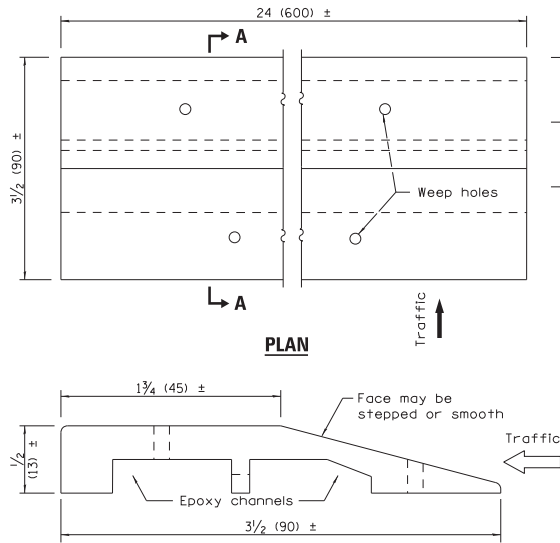 24 (600) ±
A
3½ (90) ±
Weep holes
A
Traffic
PLAN
1¾ (45) ±
Face may be
stepped or smooth
½
(13) ±
Traffic
Epoxy channels
3½ (90) ±